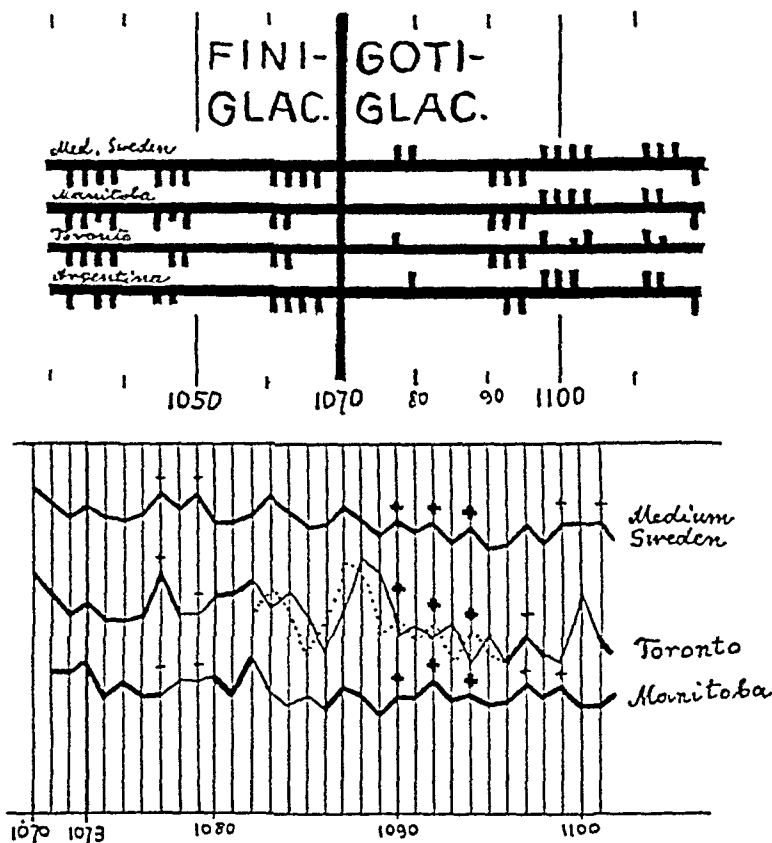 FINI- GOTI-
GLAC. GLAC.
Med. Sweden
Manitoba
Toronto
Argentina
1050 1070 80 90 1100
Medium
Sweden
Toronto
Manitoba
1070 1073 1080 1090 1100